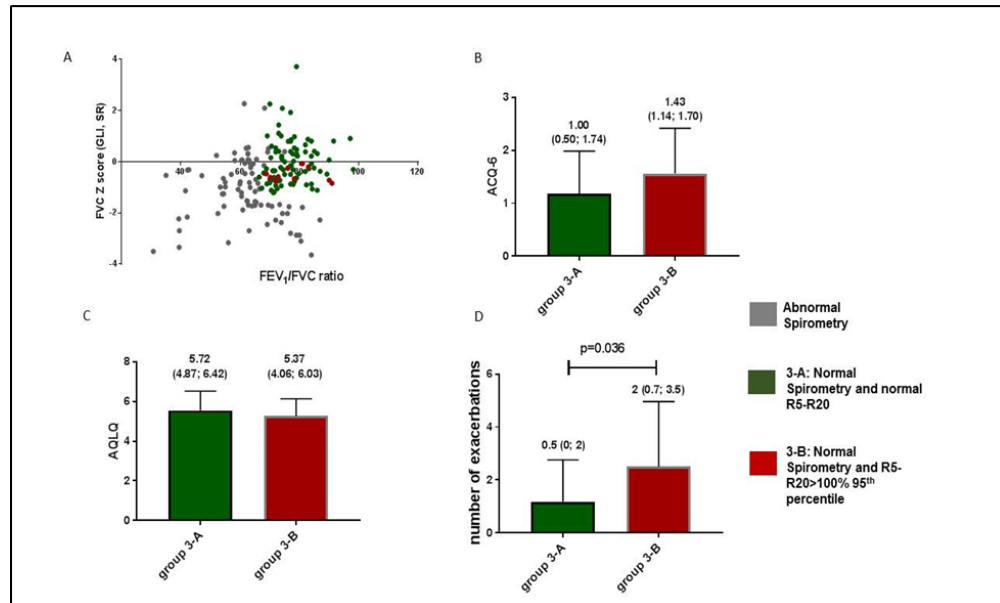 A
FVC Z score (GLI, SR)
4
2
0
-2
-4
40
60
80
100
120
FEV₁/FVC ratio
B
ACQ-6
3
2
1
0
1.00
(0.50; 1.74)
1.43
(1.14; 1.70)
group 3-A
group 3-B
C
AQLQ
8
6
4
2
0
5.72
(4.87; 6.42)
5.37
(4.06; 6.03)
group 3-A
group 3-B
D
number of exacerbations
6
4
2
0
p=0.036
0.5 (0; 2)
2 (0.7; 3.5)
group 3-A
group 3-B
Abnormal
Spirometry
3-A: Normal
Spirometry and normal
R5-R20
3-B: Normal
Spirometry and R5-
R20>100% 95th
percentile